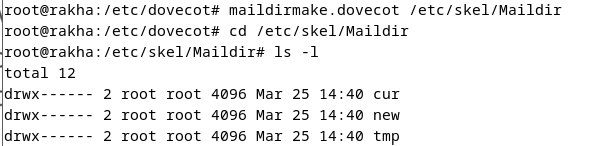 root@rakha:/etc/dovecot# maildirmake.dovecot /etc/skel/Maildir
root@rakha:/etc/dovecot# cd /etc/skel/Maildir
root@rakha:/etc/skel/Maildir# ls -l
total 12
drwx------ 2 root root 4096 Mar 25 14:40 cur
drwx------ 2 root root 4096 Mar 25 14:40 new
drwx------ 2 root root 4096 Mar 25 14:40 tmp